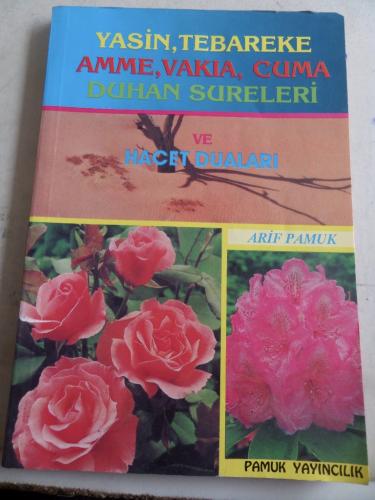 YASİN,TEBAREKE
AMME,VAKIA, CUMA
DUHAN SURELERİ
VE
HACET DUALARI
ARİF PAMUK
PAMUK YAYINCILIK